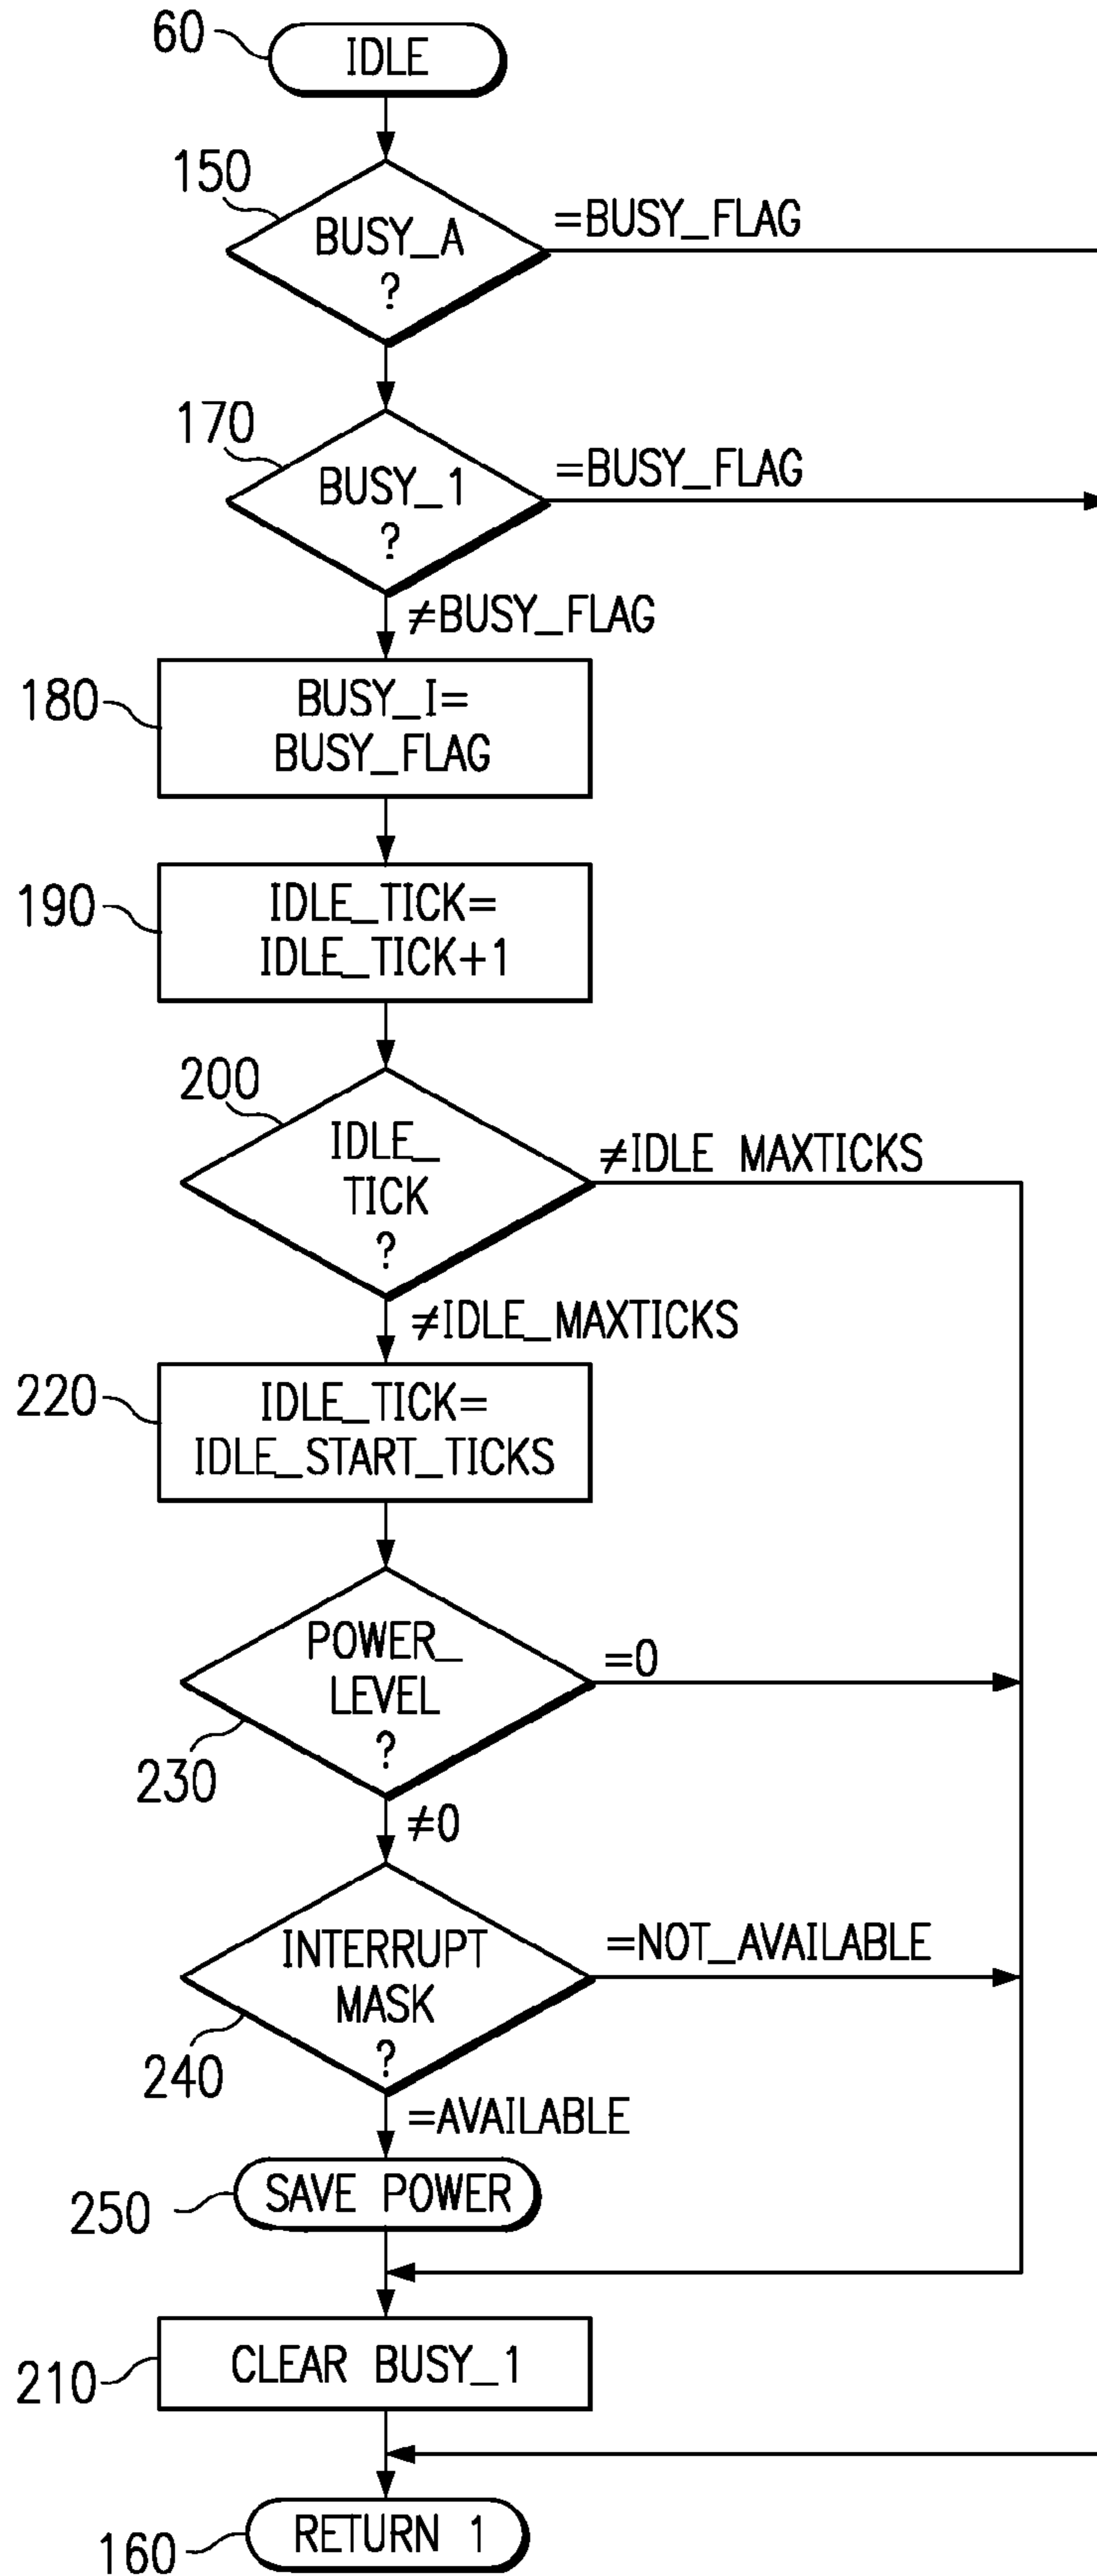 60
IDLE
150
BUSY_A
?
=BUSY_FLAG
170
BUSY_1
?
=BUSY_FLAG
≠BUSY_FLAG
180
BUSY_I=
BUSY_FLAG
190
IDLE_TICK=
IDLE_TICK+1
200
IDLE_
TICK
?
≠IDLE MAXTICKS
≠IDLE_MAXTICKS
220
IDLE_TICK=
IDLE_START_TICKS
POWER_
LEVEL
?
=0
230
≠0
INTERRUPT
MASK
?
=NOT_AVAILABLE
240
=AVAILABLE
250
SAVE POWER
210
CLEAR BUSY_1
160
RETURN 1